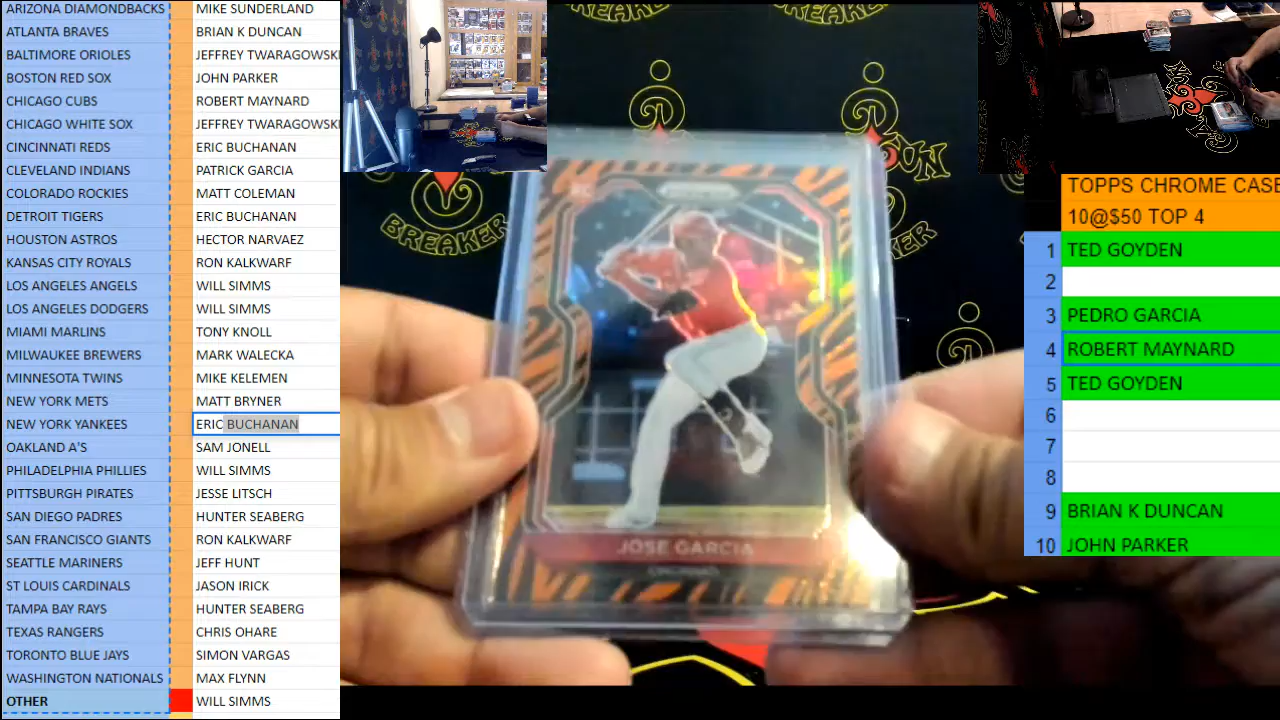 ARIZONA DIAMONDBACKS MIKE SUNDERLAND
ATLANTA BRAVES BRIAN K DUNCAN
BALTIMORE ORIOLES JEFFREY TWARAGOWSKI
BOSTON RED SOX JOHN PARKER
CHICAGO CUBS ROBERT MAYNARD
CHICAGO WHITE SOX JEFFREY TWARAGOWSKI
CINCINNATI REDS ERIC BUCHANAN
CLEVELAND INDIANS PATRICK GARCIA
COLORADO ROCKIES MATT COLEMAN
DETROIT TIGERS ERIC BUCHANAN
HOUSTON ASTROS HECTOR NARVAEZ
KANSAS CITY ROYALS RON KALKWARF
LOS ANGELES ANGELS WILL SIMMS
LOS ANGELES DODGERS WILL SIMMS
MIAMI MARLINS TONY KNOLL
MILWAUKEE BREWERS MARK WALECKA
MINNESOTA TWINS MIKE KELEMEN
NEW YORK METS MATT BRYNER
NEW YORK YANKEES ERIC BUCHANAN
OAKLAND A'S SAM JONELL
PHILADELPHIA PHILLIES WILL SIMMS
PITTSBURGH PIRATES JESSE LITSCH
SAN DIEGO PADRES HUNTER SEABERG
SAN FRANCISCO GIANTS RON KALKWARF
SEATTLE MARINERS JEFF HUNT
ST LOUIS CARDINALS JASON IRICK
TAMPA BAY RAYS HUNTER SEABERG
TEXAS RANGERS CHRIS OHARE
TORONTO BLUE JAYS SIMON VARGAS
WASHINGTON NATIONALS MAX FLYNN
OTHER WILL SIMMS
BREAKER
BREAKER
BREAKER
RC
JOSE GARCIA
CINCINNATI
TOPPS CHROME CASE
10@$50 TOP 4
1 TED GOYDEN
2
3 PEDRO GARCIA
4 ROBERT MAYNARD
5 TED GOYDEN
6
7
8
9 BRIAN K DUNCAN
10 JOHN PARKER